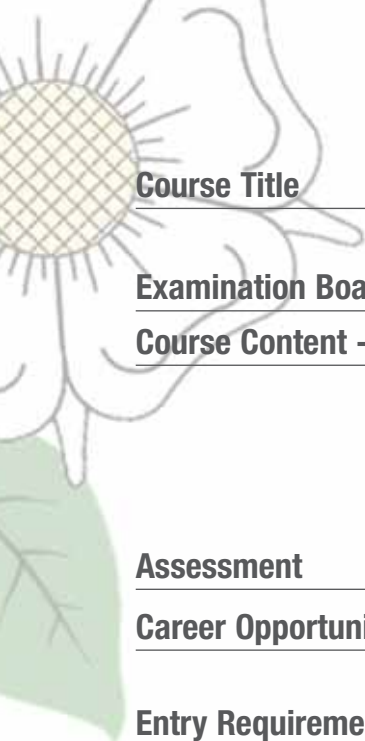 Course Title
Examination Boa
Course Content -
Assessment
Career Opportuni
Entry Requireme